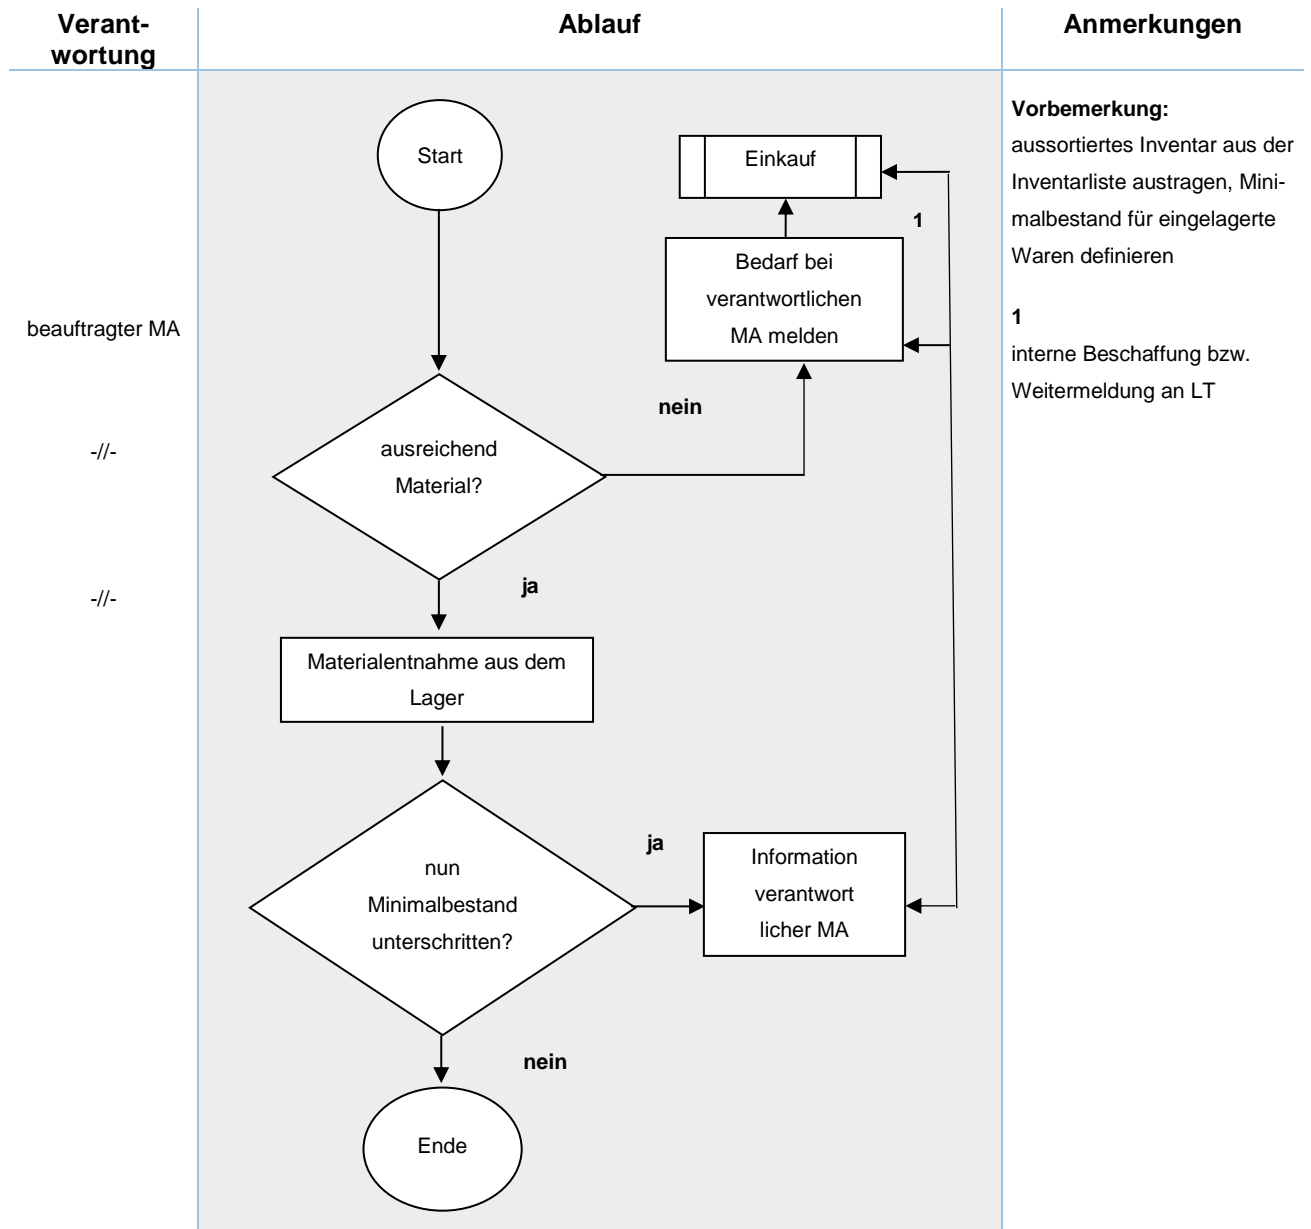 Verant-
wortung
Ablauf
Anmerkungen
Start
Einkauf
1
Bedarf bei
verantwortlichen
MA melden
Vorbemerkung:
aussortiertes Inventar aus der
Inventarliste austragen, Mini-
malbestand für eingelagerte
Waren definieren
1
interne Beschaffung bzw.
Weitermeldung an LT
beauftragter MA
nein
-//-
ausreichend
Material?
ja
-//-
Materialentnahme aus dem
Lager
nun
Minimalbestand
unterschritten?
ja
Information
verantwort
licher MA
nein
Ende